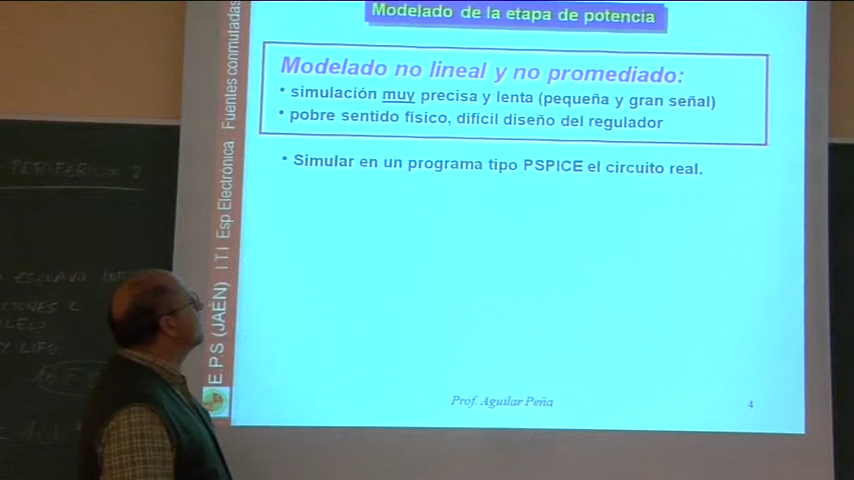 Modelado de la etapa de potencia
Modelado no lineal y no promediado:
• simulación muy precisa y lenta (pequeña y gran señal)
• pobre sentido físico, difícil diseño del regulador
• Simular en un programa tipo PSPICE el circuito real.
Prof. Aguilar Peña
4
E.P.S (JAÉN) I T I Esp Electrónica Fuentes conmutadas
PERIFERICO 2